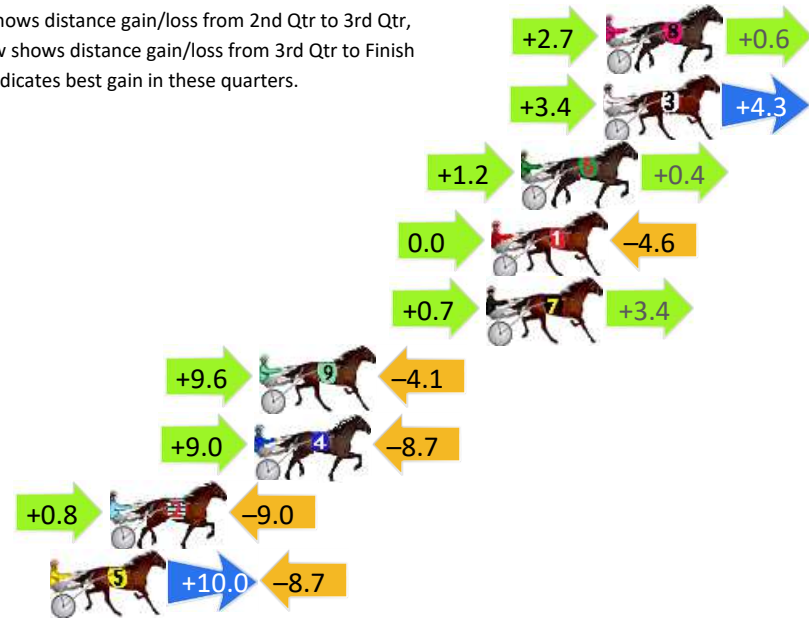 hows distance gain/loss from 2nd Qtr to 3rd Qtr,
w shows distance gain/loss from 3rd Qtr to Finish
dicates best gain in these quarters.
+2.7 8 +0.6
+3.4 3 +4.3
+1.2 6 +0.4
0.0 1 –4.6
+0.7 7 +3.4
+9.6 9 –4.1
+9.0 4 –8.7
+0.8 2 –9.0
5 +10.0 –8.7